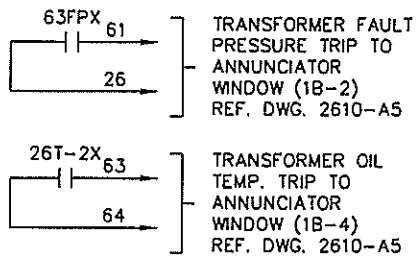 63FPX
61
26
TRANSFORMER FAULT
PRESSURE TRIP TO
ANNUNCIATOR
WINDOW (1B-2)
REF. DWG. 2610-A5
26T-2X
63
64
TRANSFORMER OIL
TEMP. TRIP TO
ANNUNCIATOR
WINDOW (1B-4)
REF. DWG. 2610-A5